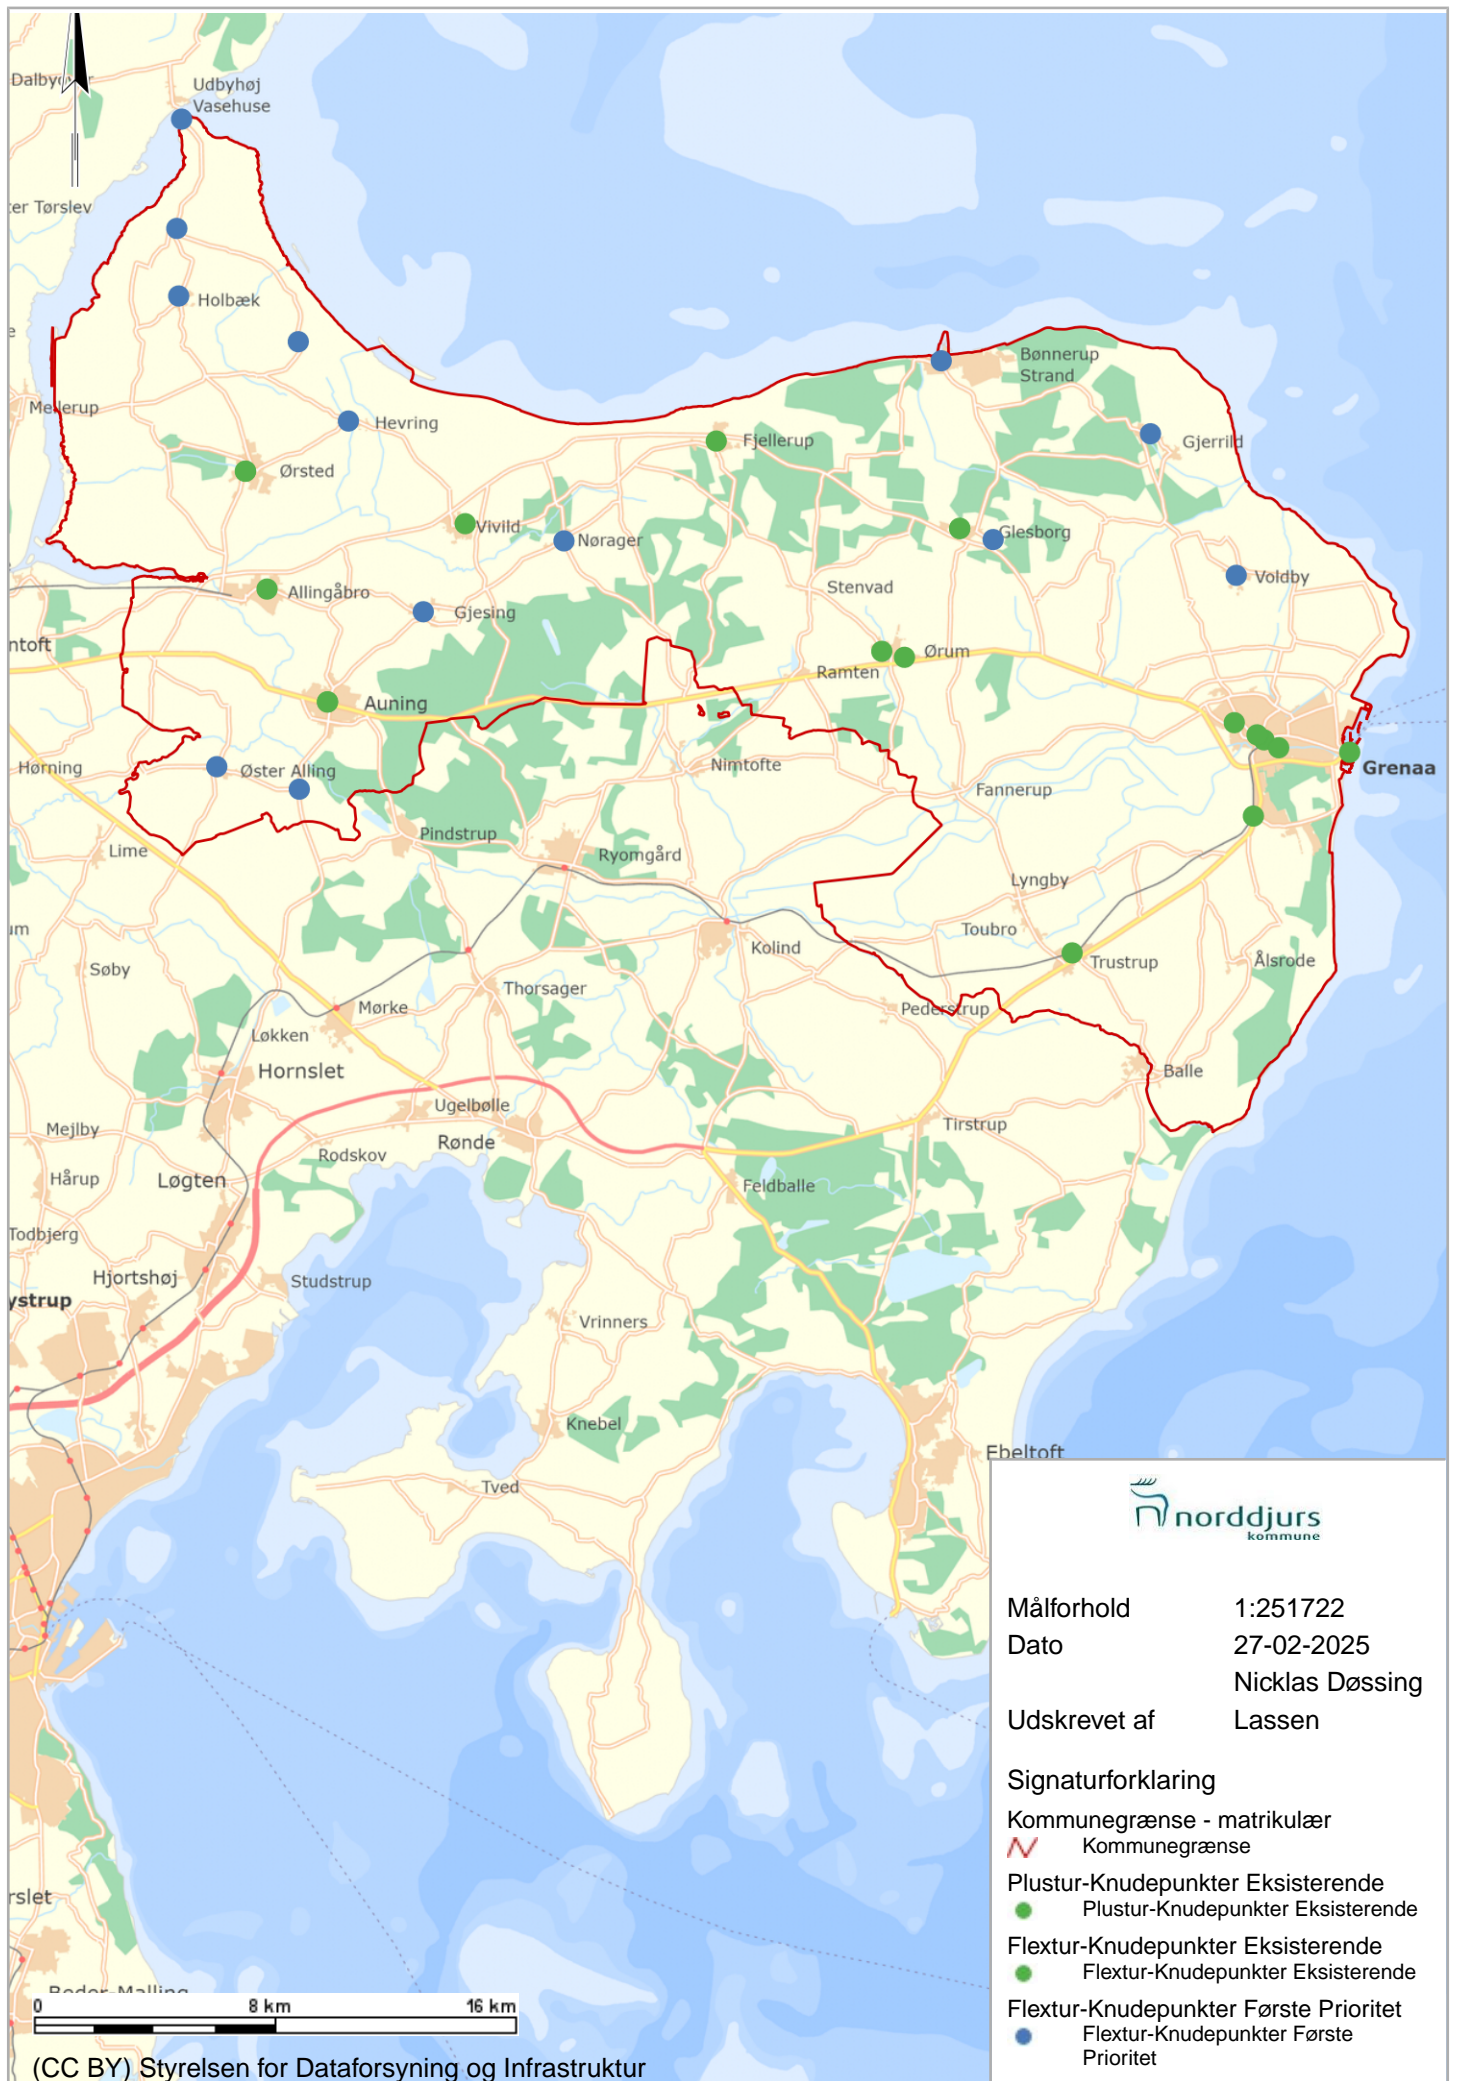 Udbyhøj
Vasehuse
er Tørslev
Holbæk
Mellerup
Hevring
Ørsted
Bønnerup
Strand
Gjerrild
Fjellerup
Vivild
Nørager
Glesborg
Voldby
Allingåbro
Gjesing
Stenvad
ntoft
Ørum
Ramten
Auning
Hørning
Øster Alling
Nimtofte
Grenaa
Fannerup
Pindstrup
Lime
Ryomgård
Lyngby
um
Toubro
Søby
Kolind
Trustrup
Ålsrode
Thorsager
Mørke
Pederstrup
Løkken
Hornslet
Balle
Ugelbølle
Mejlby
Rønde
Tirstrup
Rodskov
Hårup
Løgten
Feldballe
Todbjerg
Hjortshøj
Studstrup
ystrup
Vrinners
Knebel
Ebeltoft
Tved
norddjurs
kommune
Målforhold 1:251722
Dato 27-02-2025
Nicklas Døssing
Udskrevet af Lassen
Signaturforklaring
Kommunegrænse - matrikulær
Kommunegrænse
Plustur-Knudepunkter Eksisterende
Plustur-Knudepunkter Eksisterende
Flextur-Knudepunkter Eksisterende
Flextur-Knudepunkter Eksisterende
Flextur-Knudepunkter Første Prioritet
Flextur-Knudepunkter Første
Prioritet
rslet
Beder-Malling
0 8 km 16 km
(CC BY) Styrelsen for Dataforsyning og Infrastruktur